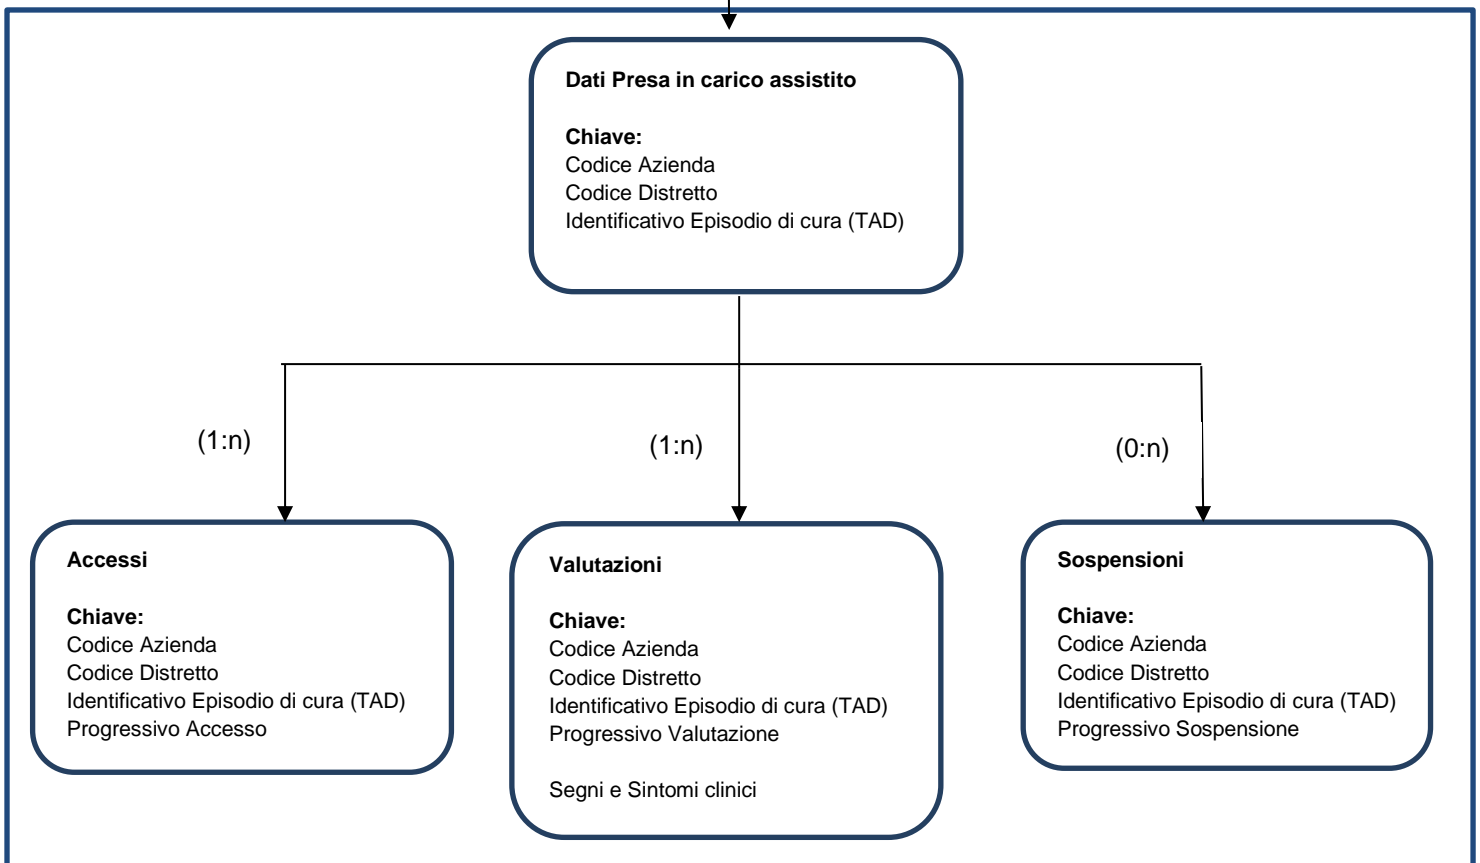 Dati Presa in carico assistito
Chiave:
Codice Azienda
Codice Distretto
Identificativo Episodio di cura (TAD)
(1:n)
(1:n)
(0:n)
Accessi
Chiave:
Codice Azienda
Codice Distretto
Identificativo Episodio di cura (TAD)
Progressivo Accesso
Valutazioni
Chiave:
Codice Azienda
Codice Distretto
Identificativo Episodio di cura (TAD)
Progressivo Valutazione
Segni e Sintomi clinici
Sospensioni
Chiave:
Codice Azienda
Codice Distretto
Identificativo Episodio di cura (TAD)
Progressivo Sospensione